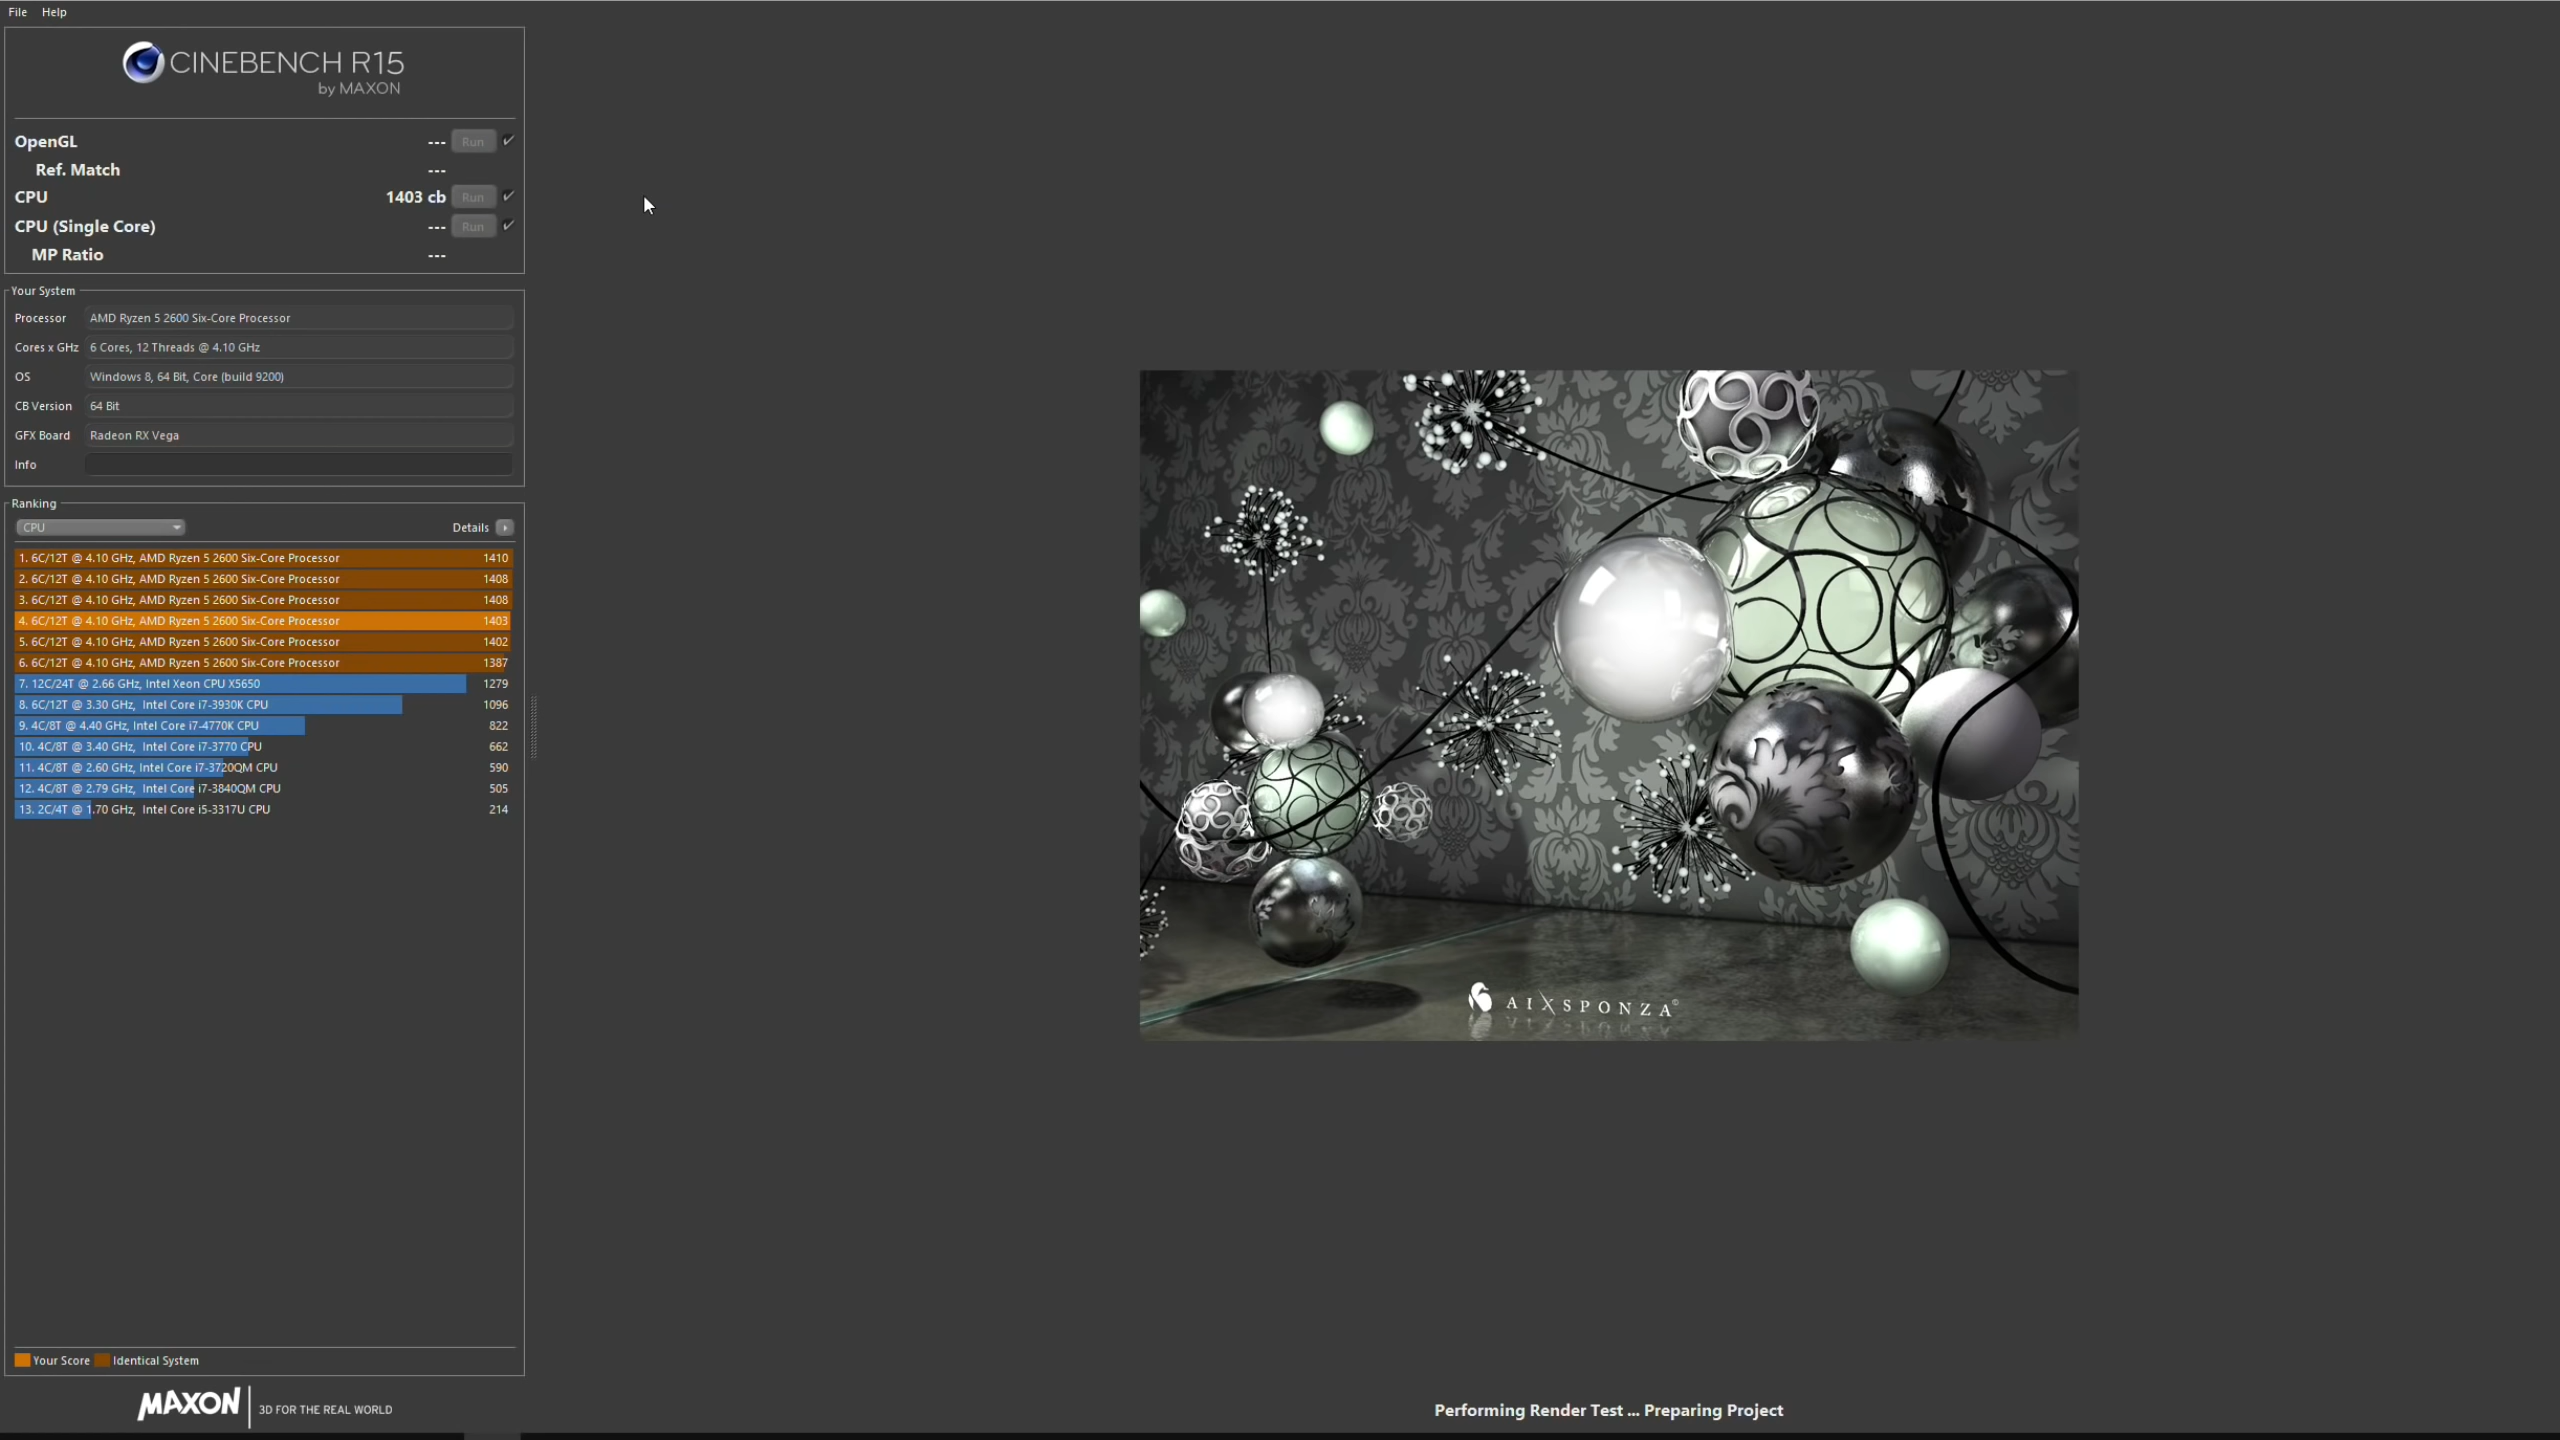 File Help
CINEBENCH R15
by MAXON
OpenGL --- Run
Ref. Match ---
CPU 1403 cb Run
CPU (Single Core) --- Run
MP Ratio ---
Your System
Processor AMD Ryzen 5 2600 Six-Core Processor
Cores x GHz 6 Cores, 12 Threads @ 4.10 GHz
OS Windows 8, 64 Bit, Core (build 9200)
CB Version 64 Bit
GFX Board Radeon RX Vega
Info
Ranking
CPU Details
1. 6C/12T @ 4.10 GHz, AMD Ryzen 5 2600 Six-Core Processor 1410
2. 6C/12T @ 4.10 GHz, AMD Ryzen 5 2600 Six-Core Processor 1408
3. 6C/12T @ 4.10 GHz, AMD Ryzen 5 2600 Six-Core Processor 1408
4. 6C/12T @ 4.10 GHz, AMD Ryzen 5 2600 Six-Core Processor 1403
5. 6C/12T @ 4.10 GHz, AMD Ryzen 5 2600 Six-Core Processor 1402
6. 6C/12T @ 4.10 GHz, AMD Ryzen 5 2600 Six-Core Processor 1387
7. 12C/24T @ 2.66 GHz, Intel Xeon CPU X5650 1279
8. 6C/12T @ 3.30 GHz, Intel Core i7-3930K CPU 1096
9. 4C/8T @ 4.40 GHz, Intel Core i7-4770K CPU 822
10. 4C/8T @ 3.40 GHz, Intel Core i7-3770 CPU 662
11. 4C/8T @ 2.60 GHz, Intel Core i7-3720QM CPU 590
12. 4C/8T @ 2.79 GHz, Intel Core i7-3840QM CPU 505
13. 2C/4T @ 1.70 GHz, Intel Core i5-3317U CPU 214
AIXSPONZA©
Your Score Identical System
MAXON 3D FOR THE REAL WORLD
Performing Render Test ... Preparing Project